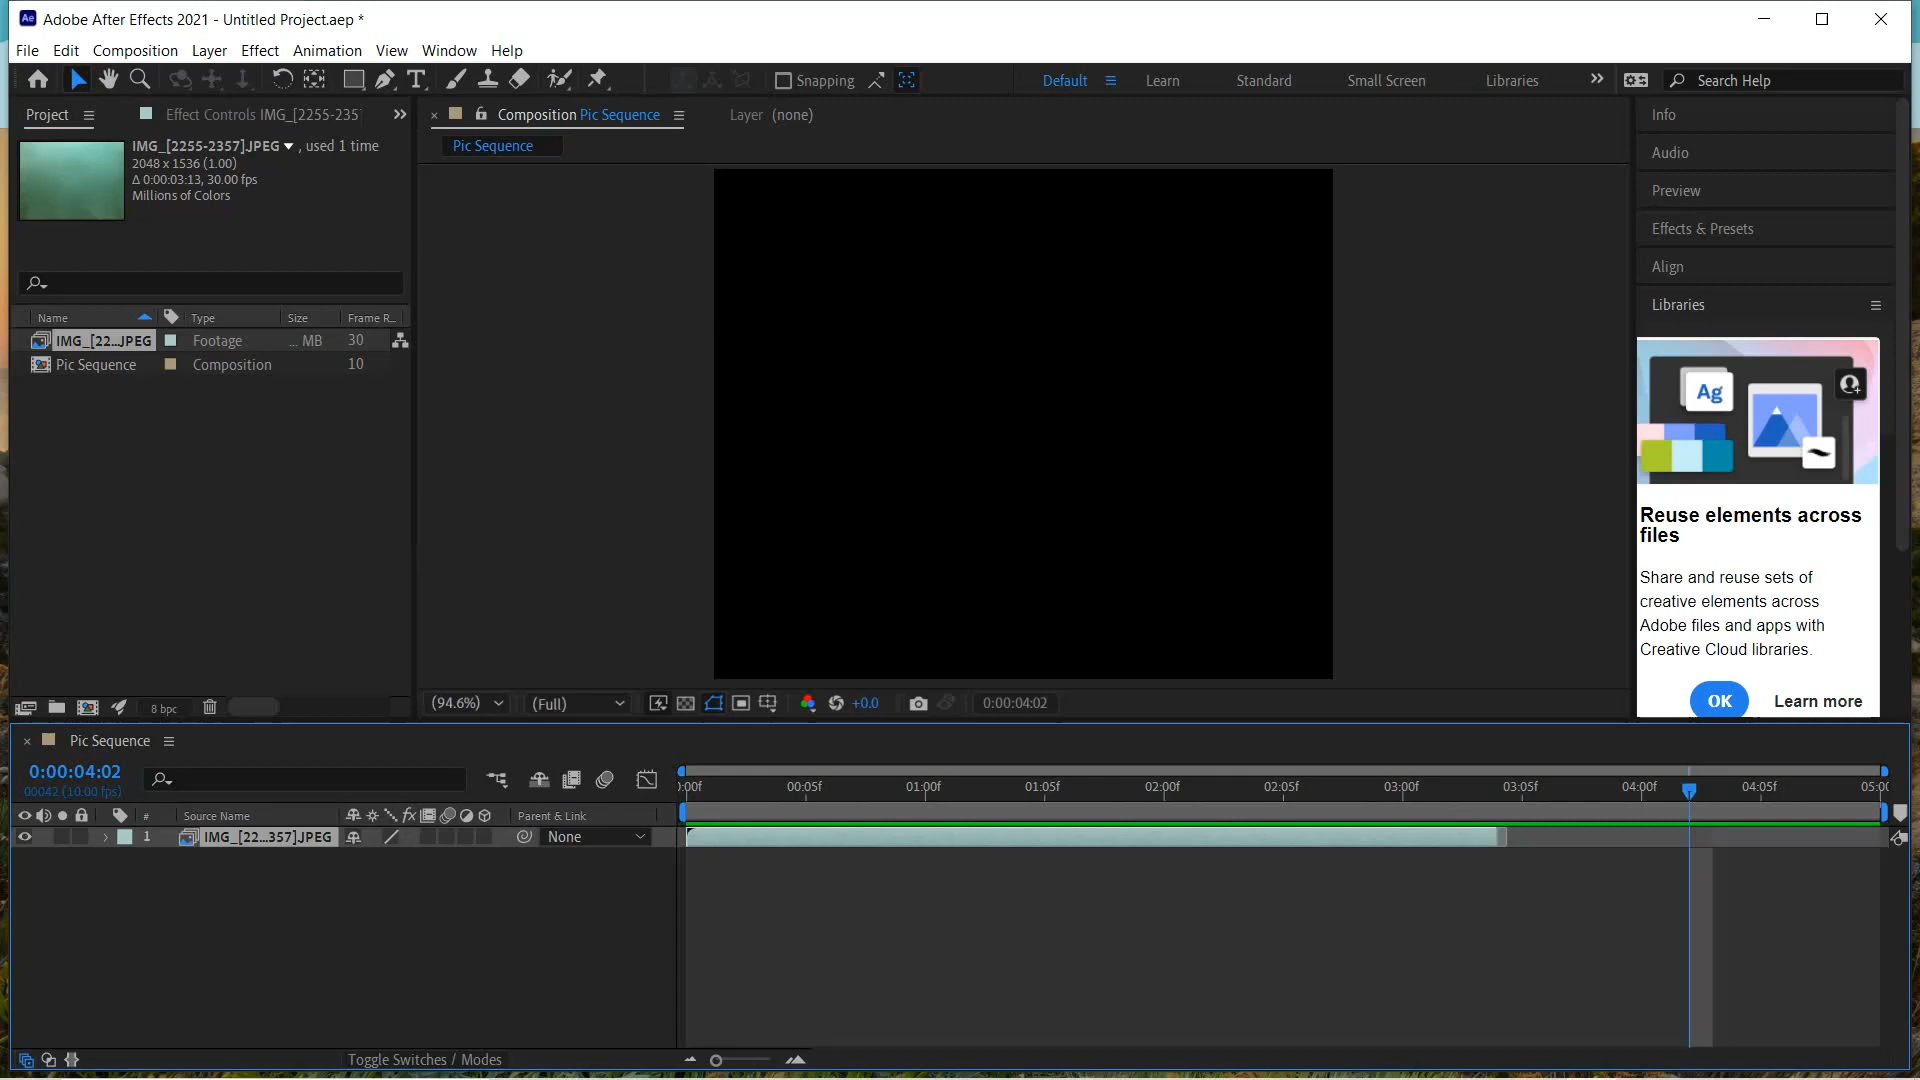 Ae Adobe After Effects 2021 - Untitled Project.aep *
File Edit Composition Layer Effect Animation View Window Help
Snapping Default Learn Standard Small Screen Libraries Search Help
Project Effect Controls IMG_[2255-235
Composition Pic Sequence Layer (none)
Pic Sequence
IMG_[2255-2357].JPEG , used 1 time
2048 x 1536 (1.00)
Δ 0:00:03:13, 30.00 fps
Millions of Colors
Name Type Size Frame R...
IMG_[22...JPEG Footage ... MB 30
Pic Sequence Composition 10
8 bpc
(94.6%) (Full) +0.0 0:00:04:02
Info
Audio
Preview
Effects & Presets
Align
Libraries
Ag
Reuse elements across
files
Share and reuse sets of
creative elements across
Adobe files and apps with
Creative Cloud libraries.
OK Learn more
Pic Sequence
0:00:04:02
00042 (10.00 fps)
0:00f 00:05f 01:00f 01:05f 02:00f 02:05f 03:00f 03:05f 04:00f 04:05f 05:00
# Source Name fx Parent & Link
1 IMG_[22...357].JPEG None
Toggle Switches / Modes